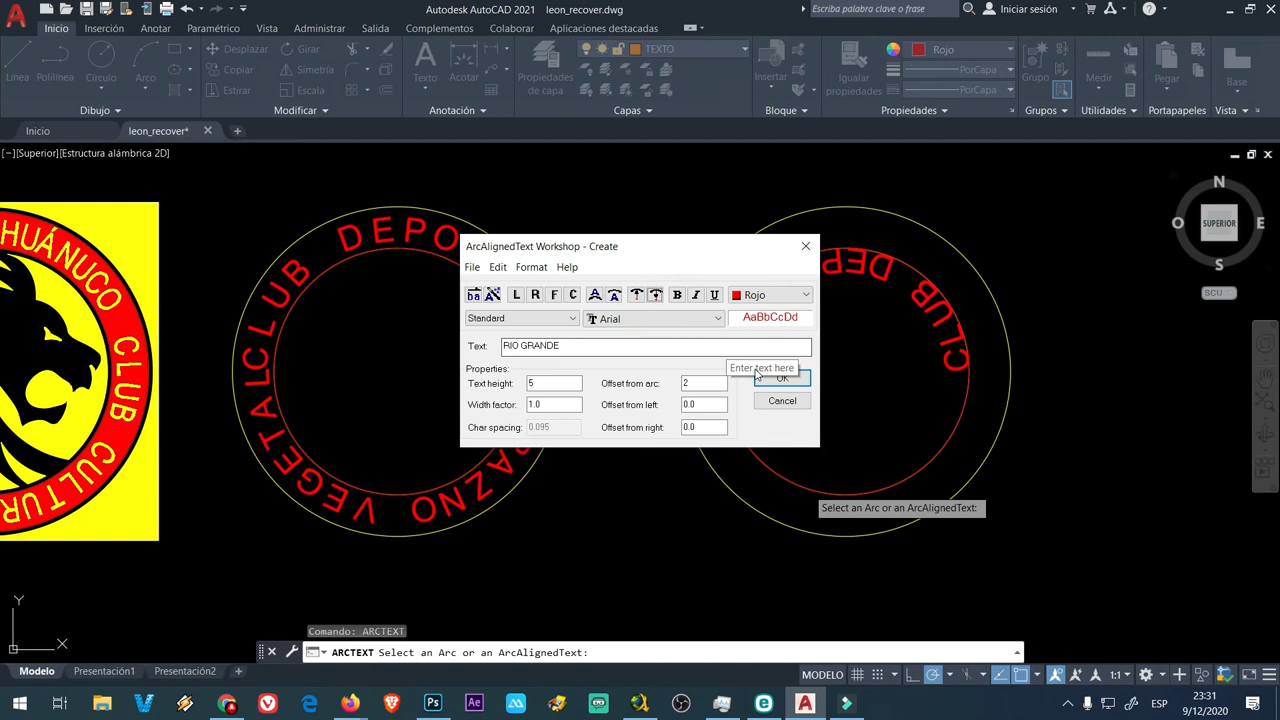 Autodesk AutoCAD 2021 leon_recover.dwg
Escriba palabra clave o frase
Iniciar sesión
Inicio Inserción Anotar Paramétrico Vista Administrar Salida Complementos Colaborar Aplicaciones destacadas
Línea Polilínea Círculo Arco
Desplazar Girar
Copiar Simetría
Estirar Escala
Texto Acotar
Propiedades de capa
TEXTO
Insertar
Igualar propiedades
Rojo
PorCapa
PorCapa
Grupo
Medir
Pegar
Base
Dibujo Modificar Anotación Capas Bloque Propiedades Grupos Utilidades Portapapeles Vista
Inicio leon_recover*
[−][Superior][Estructura alámbrica 2D]
HUÁNUCO
CLUB CULTUR
CLUB DEPO
RAZNO VEGETAL
CLUB DEP
N
O SUPERIOR E
S
SCU
ArcAlignedText Workshop - Create
File Edit Format Help
L R F C B I U Rojo
Standard Arial AaBbCcDd
Text: RIO GRANDE
Enter text here
Properties:
Text height: 5 Offset from arc: 2 OK
Width factor: 1.0 Offset from left: 0.0 Cancel
Char spacing: 0.095 Offset from right: 0.0
Select an Arc or an ArcAlignedText:
Y
X
Comando: ARCTEXT
ARCTEXT Select an Arc or an ArcAlignedText:
Modelo Presentación1 Presentación2
MODELO 1:1
ESP
23:31
9/12/2020